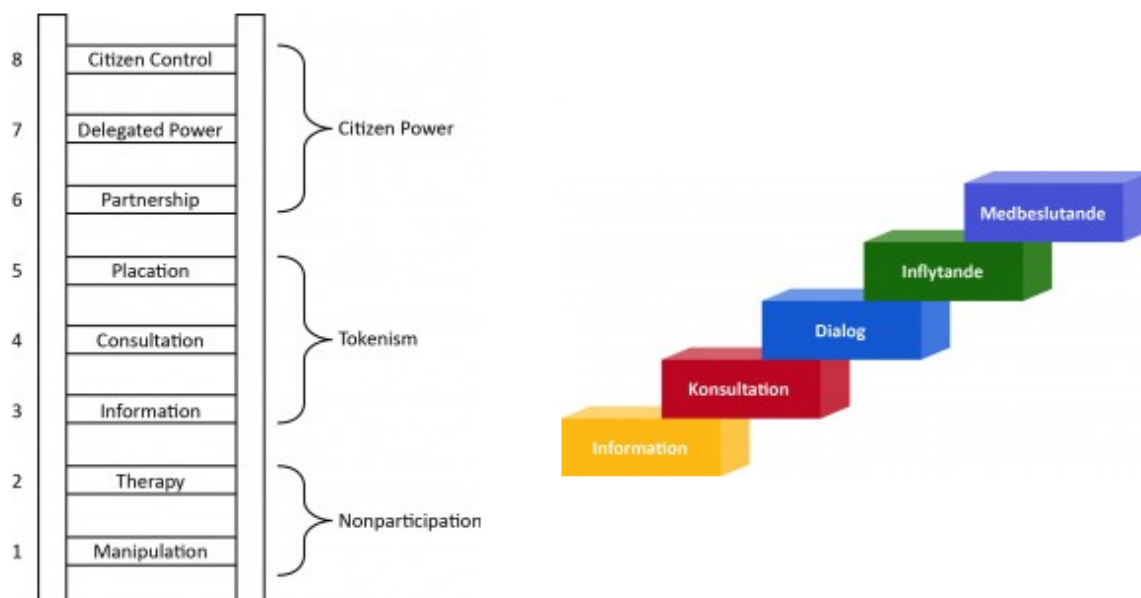 8
Citizen Control
7
Delegated Power
Citizen Power
6
Partnership
5
Placation
4
Consultation
Tokenism
3
Information
2
Therapy
Nonparticipation
1
Manipulation
Medbeslutande
Inflytande
Dialog
Konsultation
Information